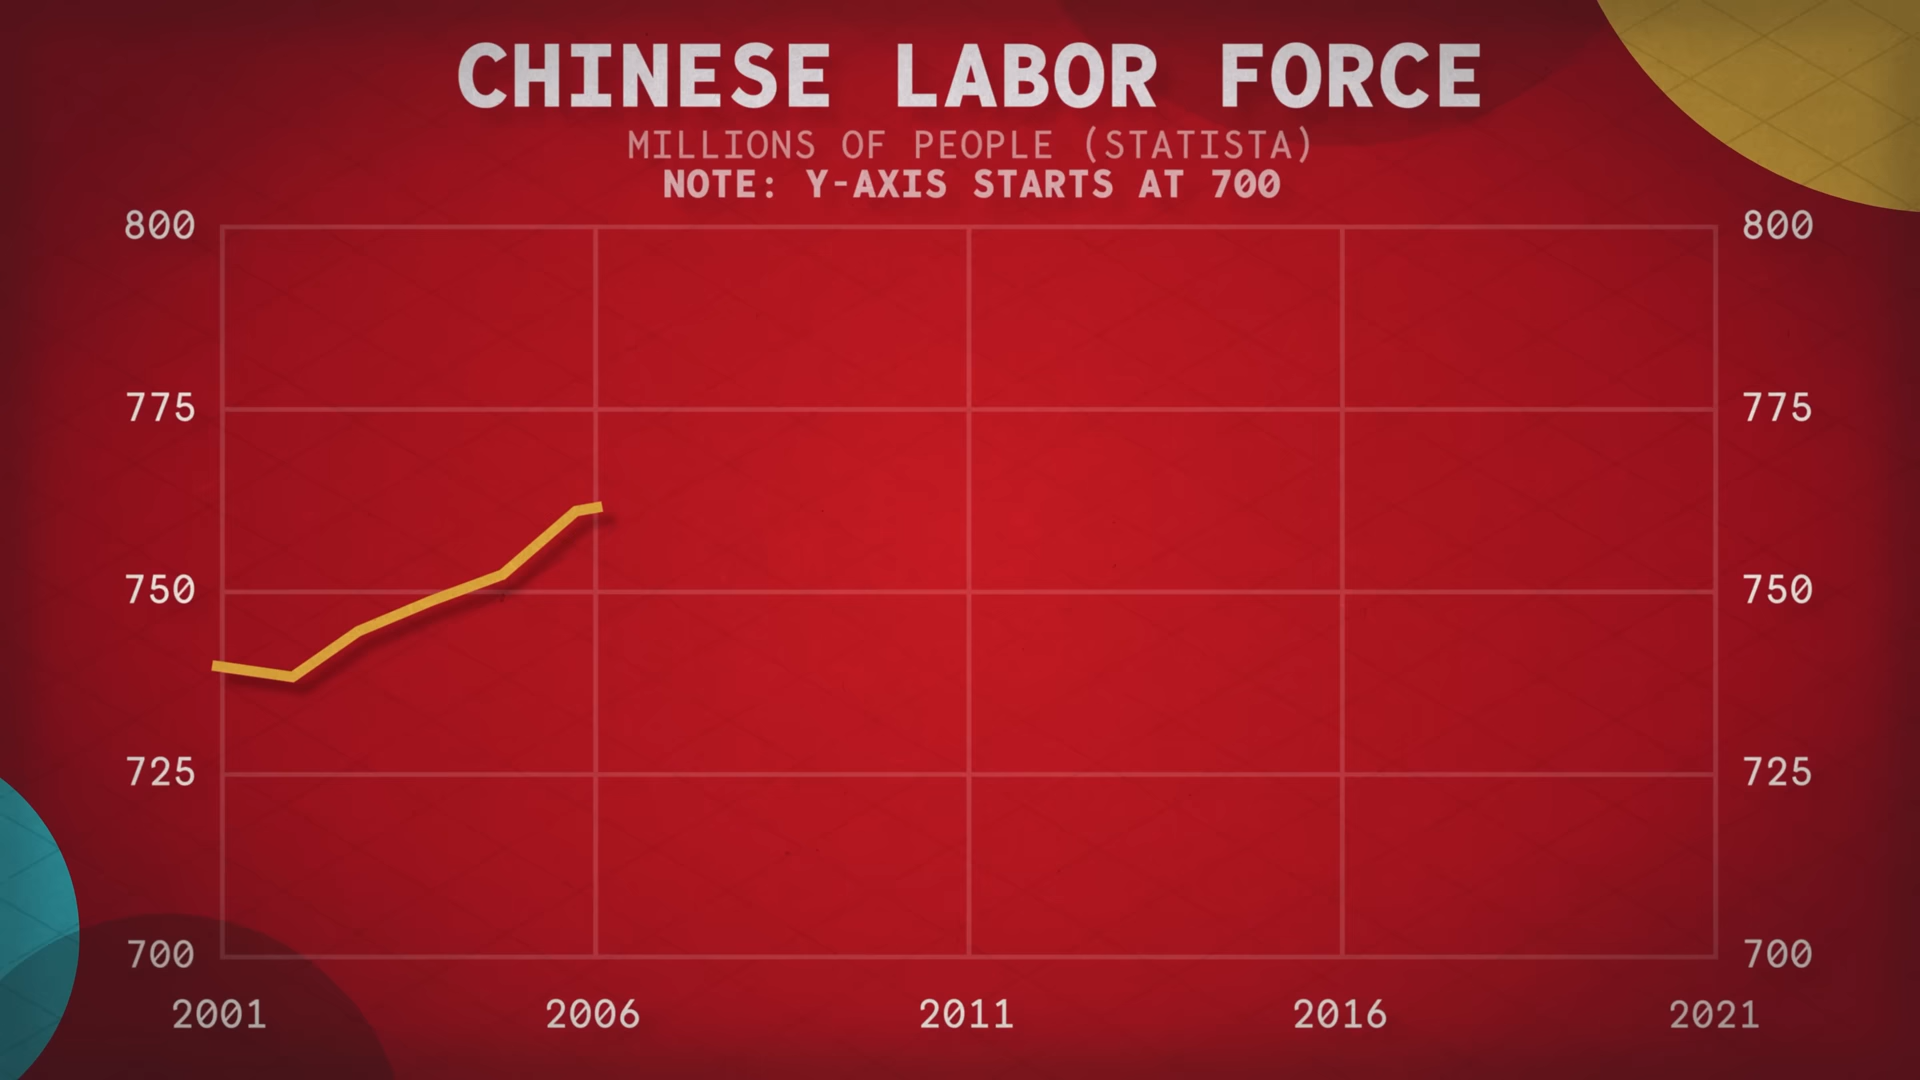 CHINESE LABOR FORCE
MILLIONS OF PEOPLE (STATISTA)
NOTE: Y-AXIS STARTS AT 700
800 800
775 775
750 750
725 725
700 700
2001 2006 2011 2016 2021